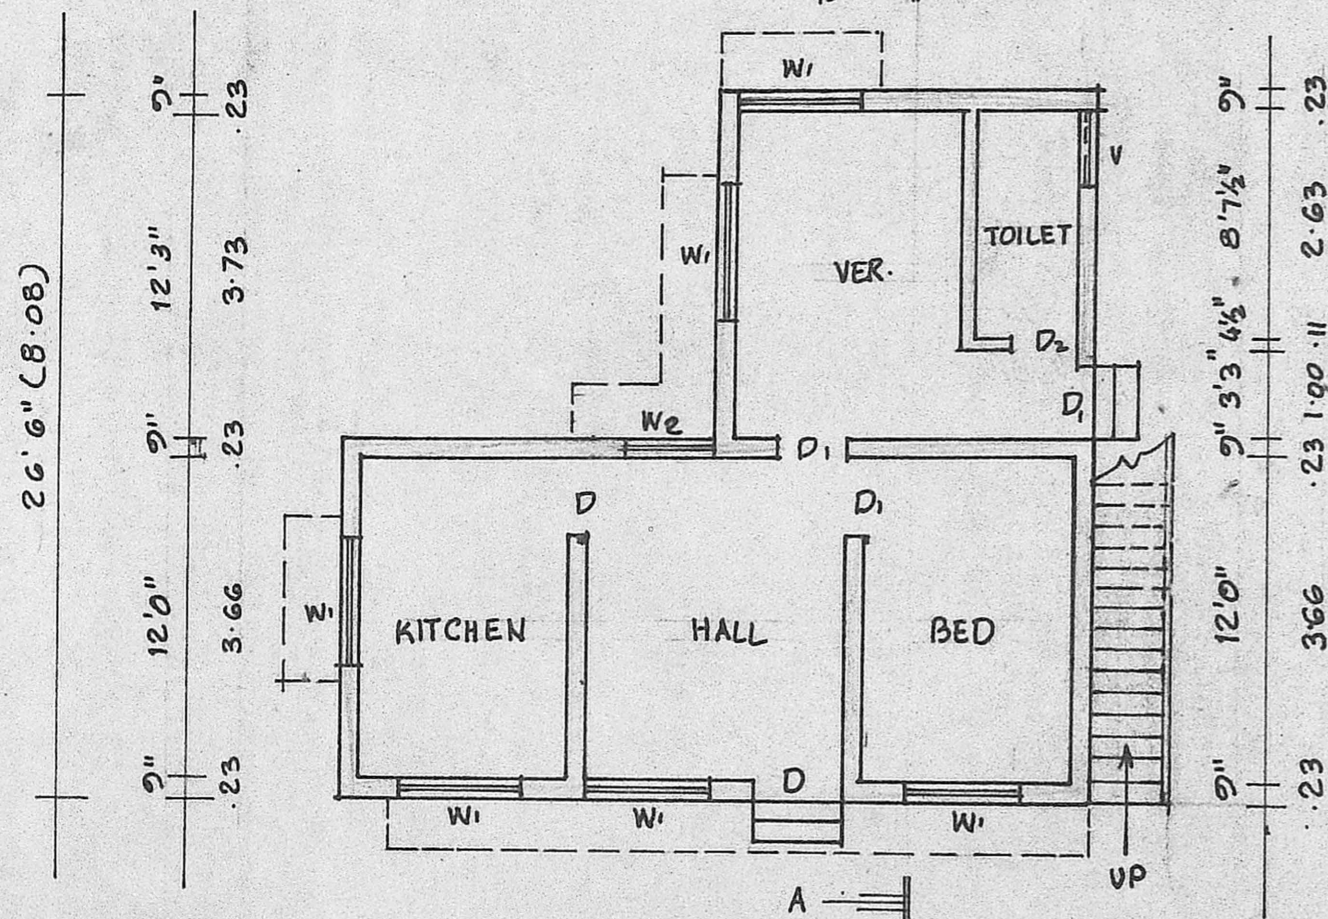 26'6" (8.08)
9"
.23
12'3"
3.73
9"
.23
12'0"
3.66
9"
.23
W1
W1
V
TOILET
VER.
D2
D1
W2
D1
D
D1
W1
KITCHEN
HALL
BED
D
W1
W1
W1
UP
A
9"
.23
8'7½"
2.63
4½"
.11
3'3"
1.00
9"
.23
12'0"
3.66
9"
.23